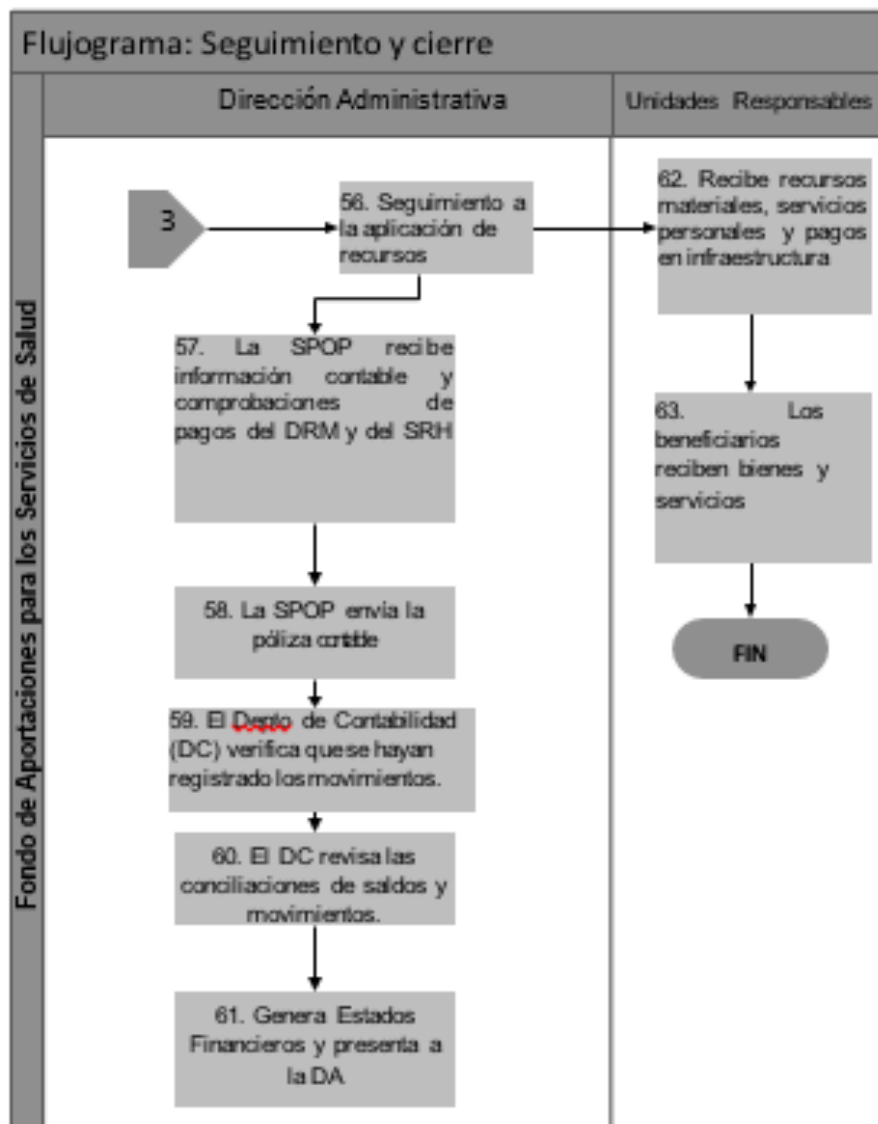 Flujograma: Seguimiento y cierre
Dirección Administrativa
Unidades Responsables
Fondo de Aportaciones para los Servicios de Salud
3
56. Seguimiento a
la aplicación de
recursos
57. La SPOP recibe
información contable y
comprobaciones de
pagos del DRM y del SRH
58. La SPOP envía la
póliza contable
59. El Depto de Contabilidad
(DC) verifica que se hayan
registrado los movimientos.
60. El DC revisa las
conciliaciones de saldos y
movimientos.
61. Genera Estados
Financieros y presenta a
la DA
62. Recibe recursos
materiales, servicios
personales y pagos
en infraestructura
63. Los
beneficiarios
reciben bienes y
servicios
FIN